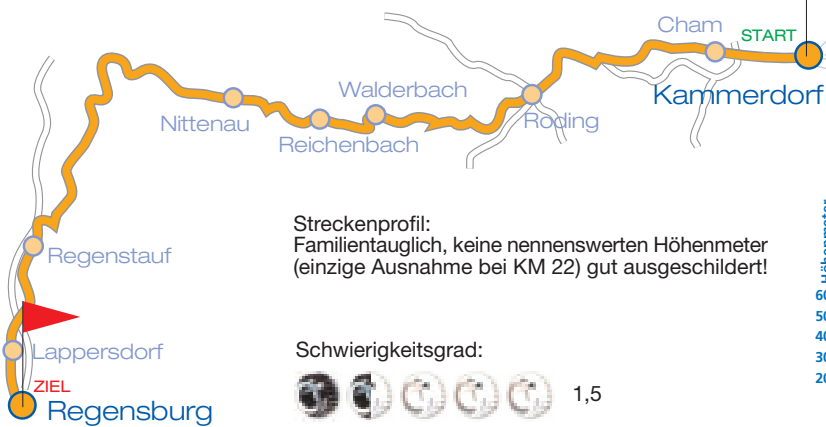 Cham
START
Kammerdorf
Walderbach
Nittenau
Roding
Reichenbach
Streckenprofil:
Familientauglich, keine nennenswerten Höhenmeter
(einzige Ausnahme bei KM 22) gut ausgeschildert!
Regenstauf
Höhenmeter
Lappersdorf
Schwierigkeitsgrad:
1,5
ZIEL
Regensburg